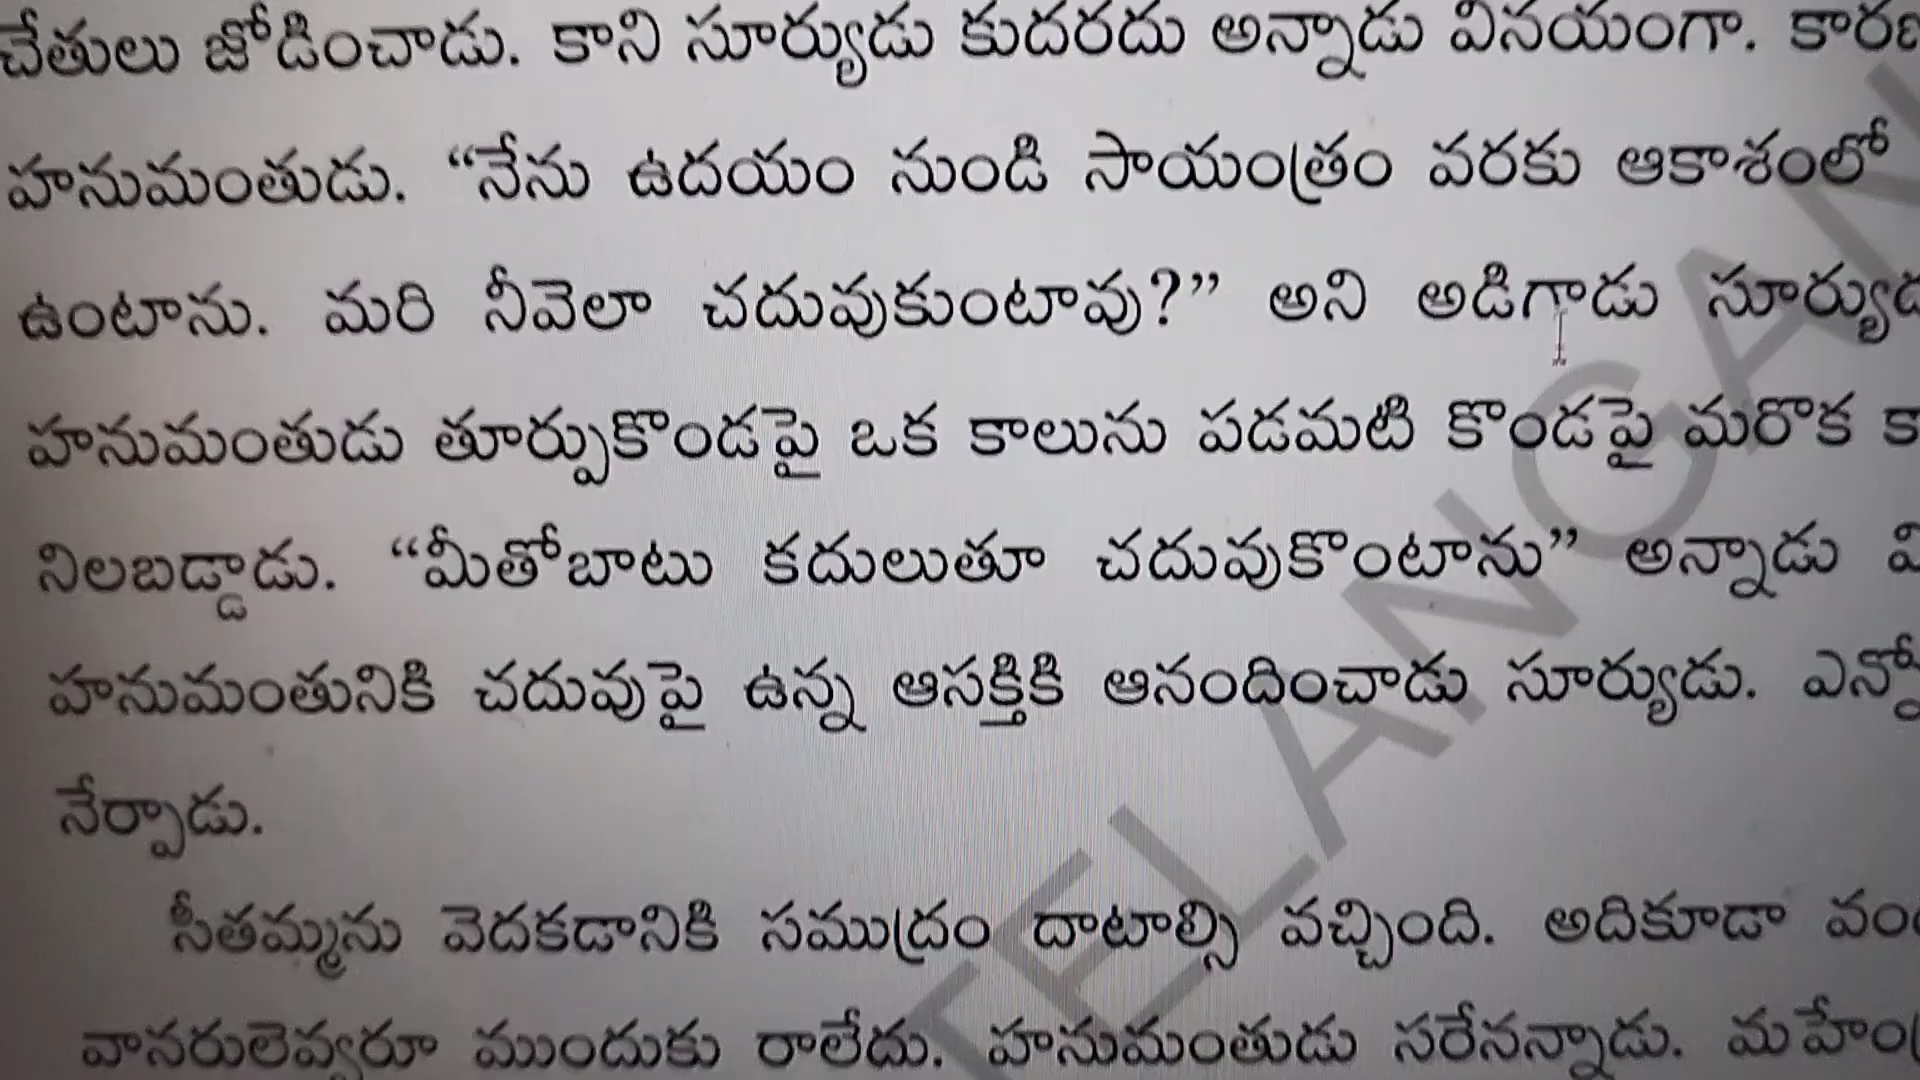 చేతులు జోడించాడు. కాని సూర్యుడు కుదరదు అన్నాడు వినయంగా.
హనుమంతుడు. “నేను ఉదయం నుండి సాయంత్రం వరకు ఆకాశంలో
ఉంటాను. మరి నీవెలా చదువుకుంటావు?” అని అడిగాడు
హనుమంతుడు తూర్పుకొండపై ఒక కాలును పడమటి కొండపై మరొక
నిలబడ్డాడు. “మీతోబాటు కదులుతూ చదువుకొంటాను” అన్నాడు
హనుమంతునికి చదువుపై ఉన్న ఆసక్తికి ఆనందించాడు సూర్యుడు.
నేర్పాడు.
సీతమ్మను వెదకడానికి సముద్రం దాటాల్సి వచ్చింది. అదికూడా
వానరులెవ్వరూ ముందుకు రాలేదు. హనుమంతుడు సరేనన్నాడు.